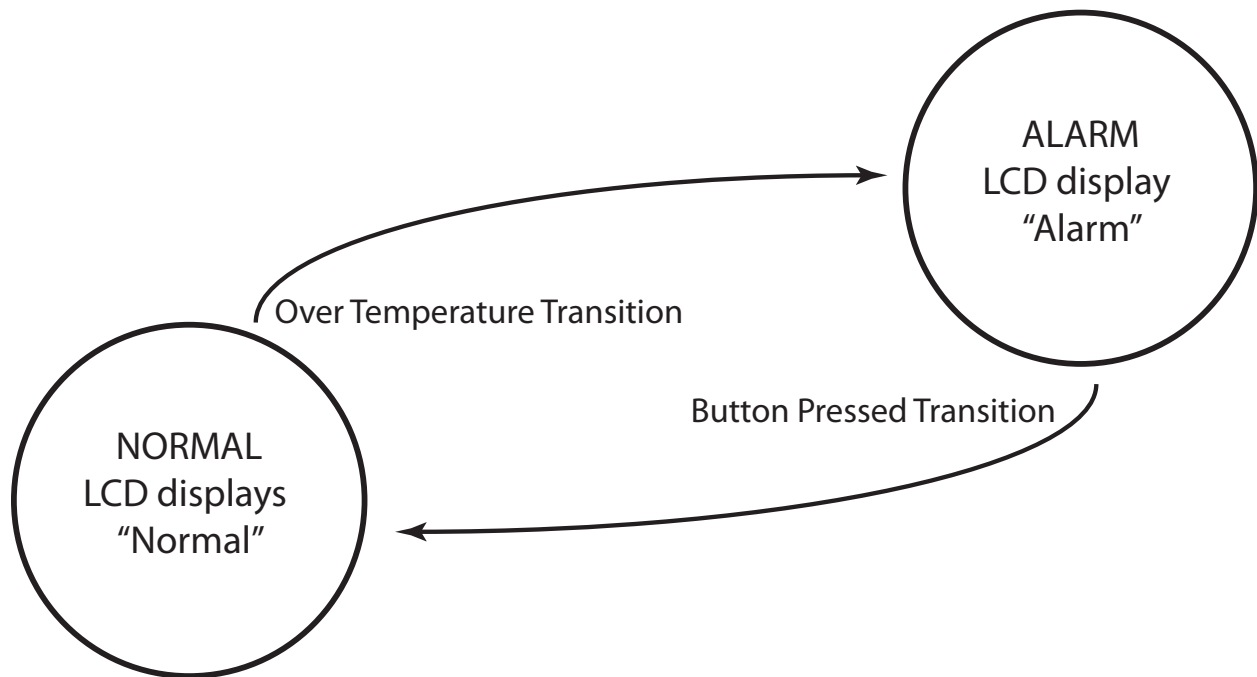 ALARM
LCD display
“Alarm”
Over Temperature Transition
Button Pressed Transition
NORMAL
LCD displays
“Normal”